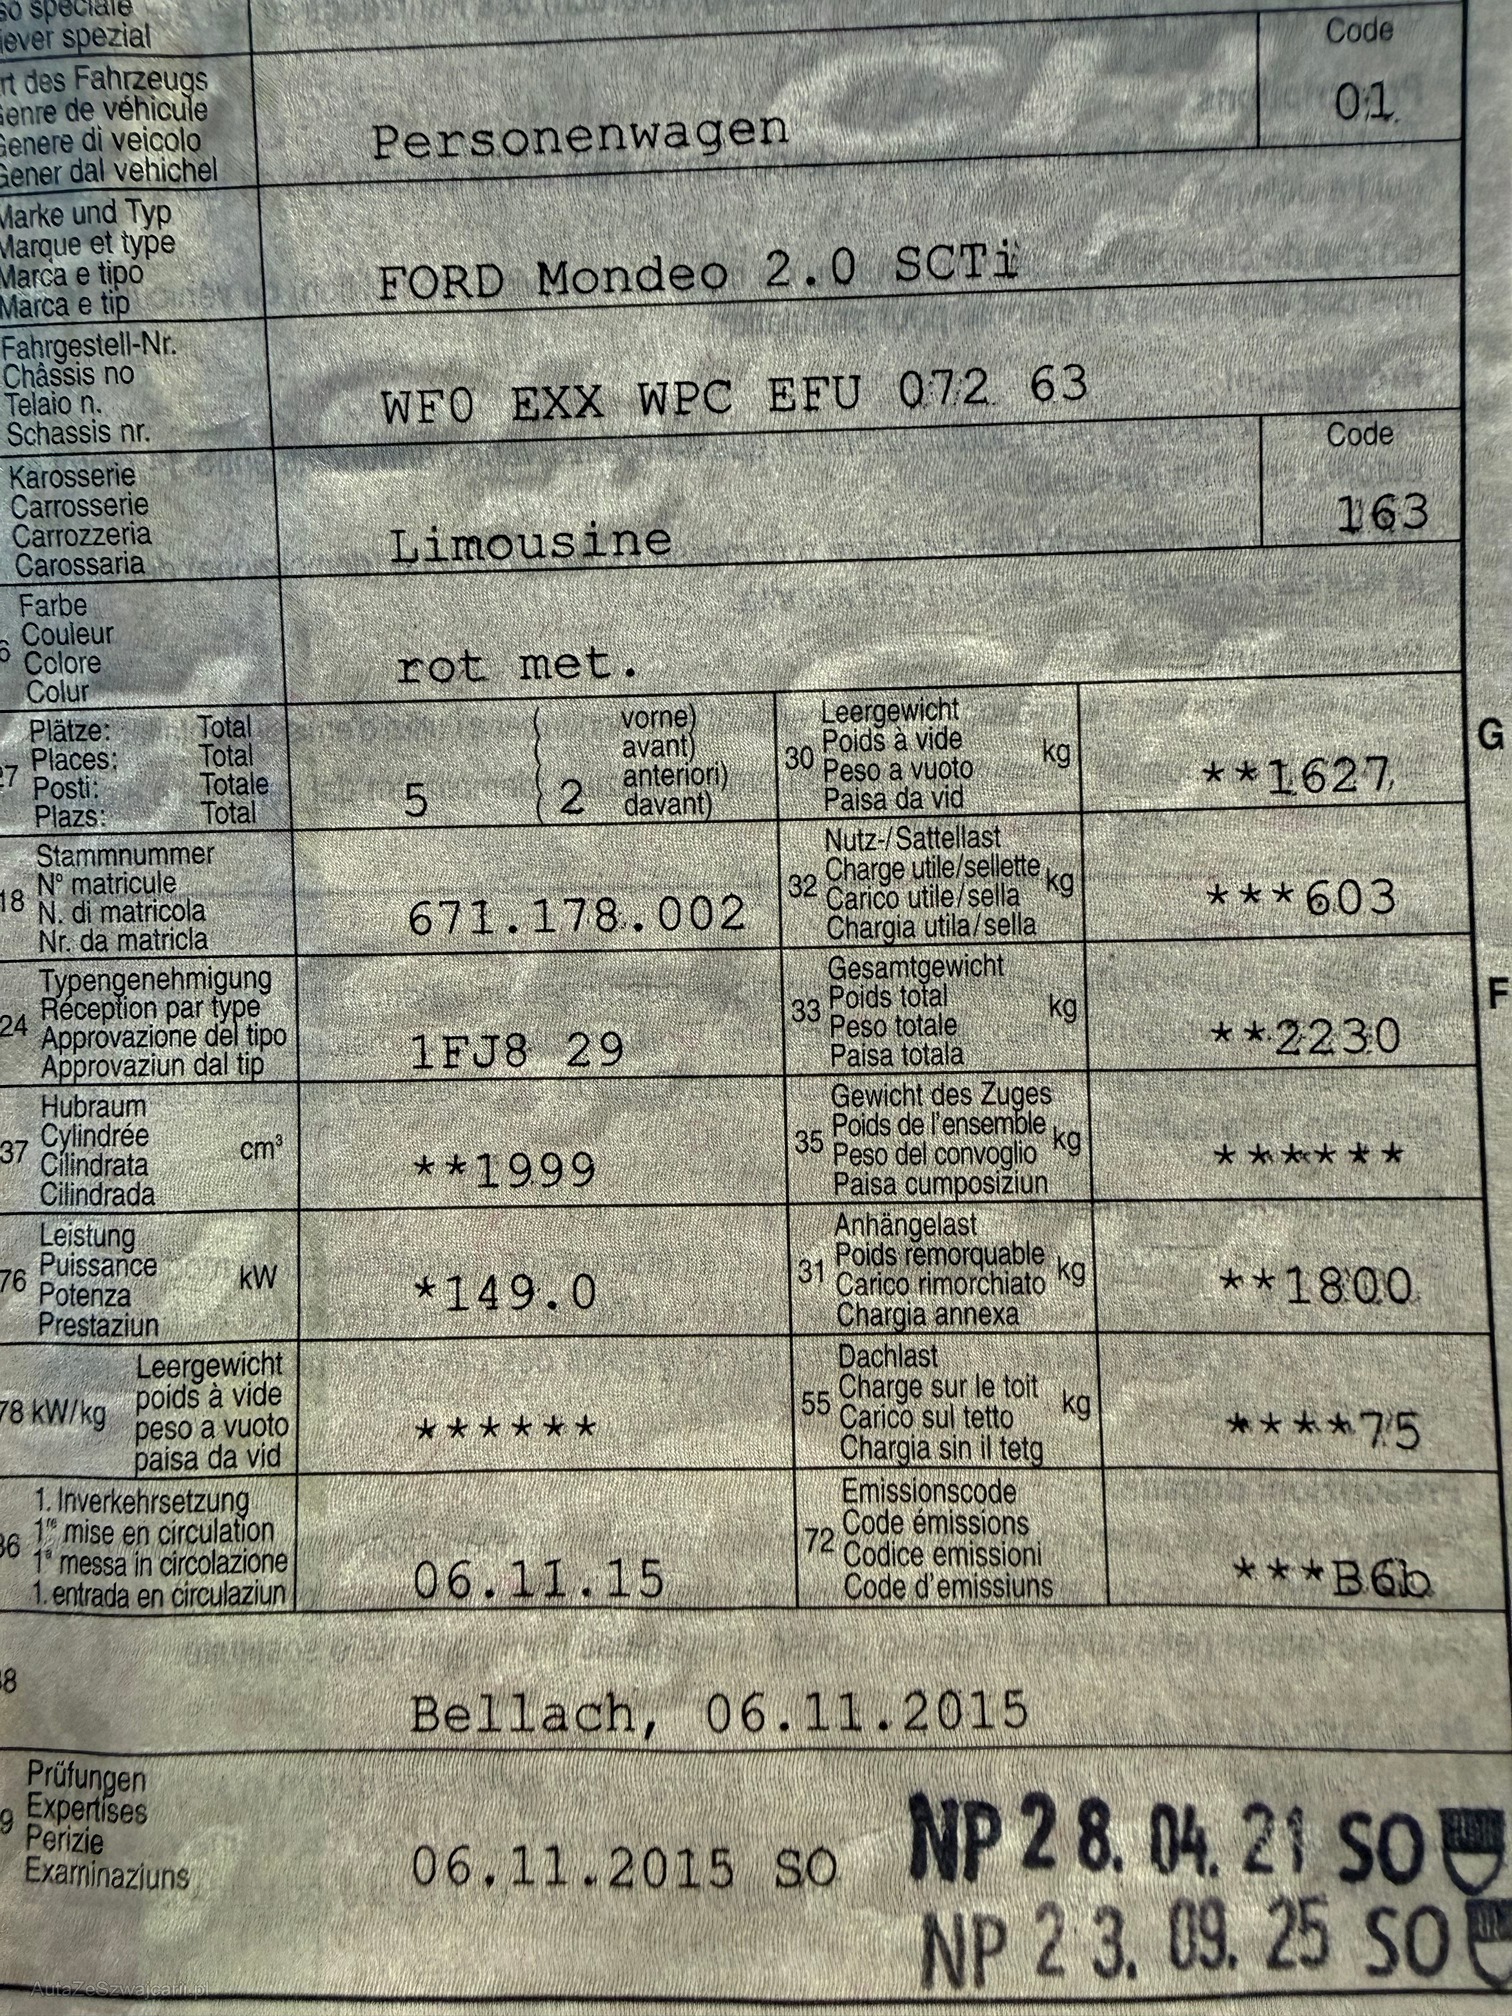 so speciale
iever spezial
Code
rt des Fahrzeugs
Genre de véhicule
Genere di veicolo
Gener dal vehichel
Personenwagen
01
Marke und Typ
Marque et type
Marca e tipo
Marca e tip
FORD Mondeo 2.0 SCTi
Fahrgestell-Nr.
Châssis no
Telaio n.
Schassis nr.
WF0 EXX WPC EFU 072 63
Karosserie
Carrosserie
Carrozzeria
Carossaria
Limousine
Code
163
Farbe
Couleur
Colore
Colur
6
rot met.
Plätze: Total
Places: Total
Posti: Totale
Plazs: Total
27
5 ( 2
vorne)
avant)
anteriori)
davant)
30 Leergewicht
Poids à vide kg
Peso a vuoto
Paisa da vid
**1627
G
18 Stammnummer
N° matricule
N. di matricola
Nr. da matricla
671.178.002
32 Nutz-/Sattellast
Charge utile/sellette kg
Carico utile/sella
Chargia utila/sella
***603
24 Typengenehmigung
Réception par type
Approvazione del tipo
Approvaziun dal tip
1FJ8 29
33 Gesamtgewicht
Poids total kg
Peso totale
Paisa totala
**2230
F
37 Hubraum
Cylindrée cm³
Cilindrata
Cilindrada
**1999
35 Gewicht des Zuges
Poids de l'ensemble kg
Peso del convoglio
Paisa cumposiziun
******
76 Leistung
Puissance kW
Potenza
Prestaziun
*149.0
31 Anhängelast
Poids remorquable kg
Carico rimorchiato
Chargia annexa
**1800
78 kW/kg Leergewicht
poids à vide
peso a vuoto
paisa da vid
******
55 Dachlast
Charge sur le toit kg
Carico sul tetto
Chargia sin il tetg
****75
36 1. Inverkehrsetzung
1re mise en circulation
1a messa in circolazione
1. entrada en circulaziun
06.11.15
72 Emissionscode
Code émissions
Codice emissioni
Code d'emissiuns
***B6b
38
Bellach, 06.11.2015
9 Prüfungen
Expertises
Perizie
Examinaziuns
06.11.2015 SO
NP 28. 04. 21 SO
NP 23. 09. 25 SO
AutaZeSzwajcarii.pl